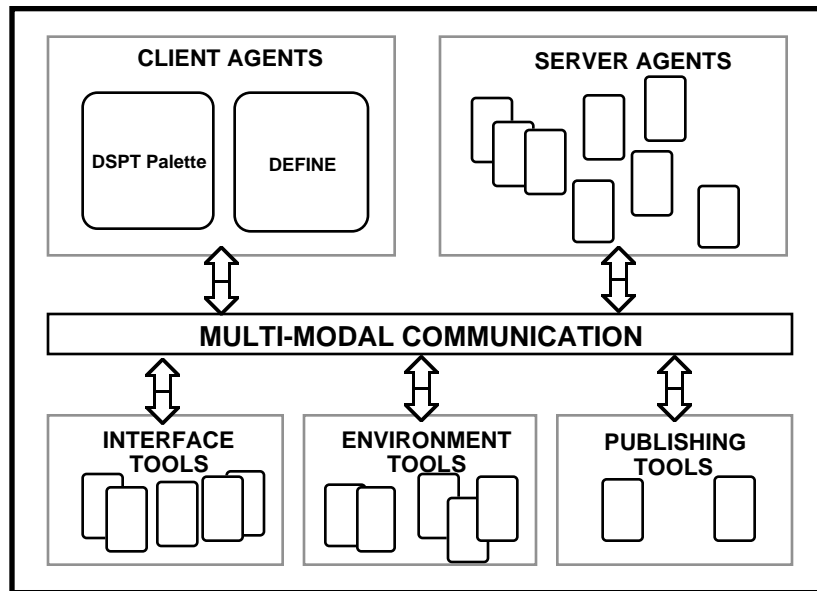 CLIENT AGENTS
SERVER AGENTS
DSPT Palette
DEFINE
MULTI-MODAL COMMUNICATION
INTERFACE
TOOLS
ENVIRONMENT
TOOLS
PUBLISHING
TOOLS